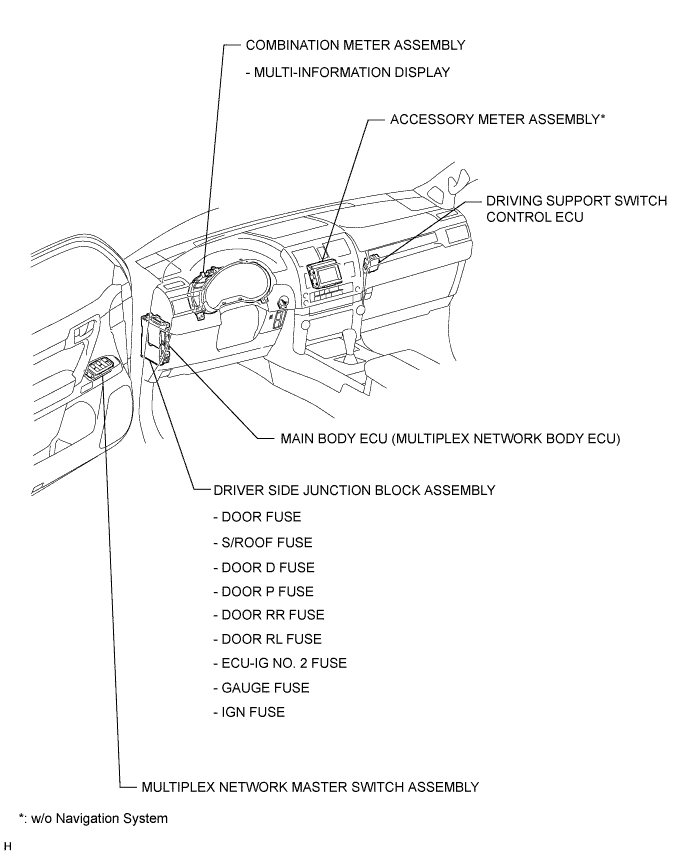 COMBINATION METER ASSEMBLY
- MULTI-INFORMATION DISPLAY
ACCESSORY METER ASSEMBLY*
DRIVING SUPPORT SWITCH
CONTROL ECU
MAIN BODY ECU (MULTIPLEX NETWORK BODY ECU)
DRIVER SIDE JUNCTION BLOCK ASSEMBLY
- DOOR FUSE
- S/ROOF FUSE
- DOOR D FUSE
- DOOR P FUSE
- DOOR RR FUSE
- DOOR RL FUSE
- ECU-IG NO. 2 FUSE
- GAUGE FUSE
- IGN FUSE
MULTIPLEX NETWORK MASTER SWITCH ASSEMBLY
*: w/o Navigation System
H